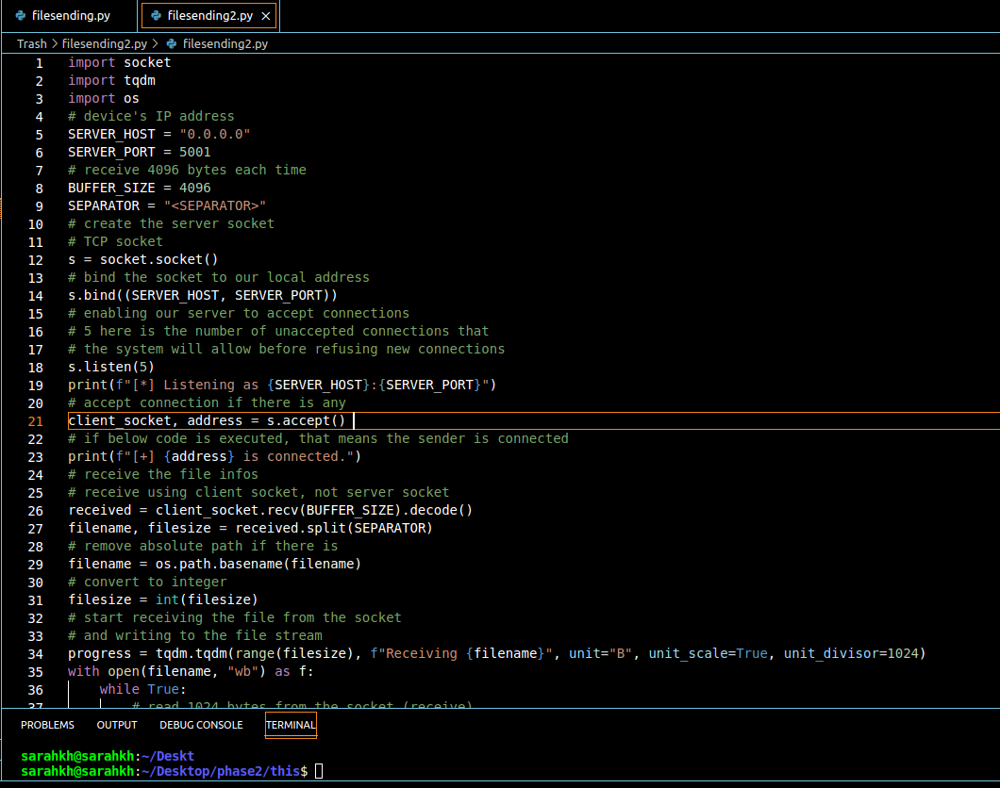 filesending.py filesending2.py ×
Trash > filesending2.py > filesending2.py
1 import socket
2 import tqdm
3 import os
4 # device's IP address
5 SERVER_HOST = "0.0.0.0"
6 SERVER_PORT = 5001
7 # receive 4096 bytes each time
8 BUFFER_SIZE = 4096
9 SEPARATOR = "<SEPARATOR>"
10 # create the server socket
11 # TCP socket
12 s = socket.socket()
13 # bind the socket to our local address
14 s.bind((SERVER_HOST, SERVER_PORT))
15 # enabling our server to accept connections
16 # 5 here is the number of unaccepted connections that
17 # the system will allow before refusing new connections
18 s.listen(5)
19 print(f"[*] Listening as {SERVER_HOST}:{SERVER_PORT}")
20 # accept connection if there is any
21 client_socket, address = s.accept()
22 # if below code is executed, that means the sender is connected
23 print(f"[+] {address} is connected.")
24 # receive the file infos
25 # receive using client socket, not server socket
26 received = client_socket.recv(BUFFER_SIZE).decode()
27 filename, filesize = received.split(SEPARATOR)
28 # remove absolute path if there is
29 filename = os.path.basename(filename)
30 # convert to integer
31 filesize = int(filesize)
32 # start receiving the file from the socket
33 # and writing to the file stream
34 progress = tqdm.tqdm(range(filesize), f"Receiving {filename}", unit="B", unit_scale=True, unit_divisor=1024)
35 with open(filename, "wb") as f:
36 while True:
37 # read 1024 bytes from the socket (receive)
PROBLEMS OUTPUT DEBUG CONSOLE TERMINAL
sarahkh@sarahkh:~/Deskt
sarahkh@sarahkh:~/Desktop/phase2/this$